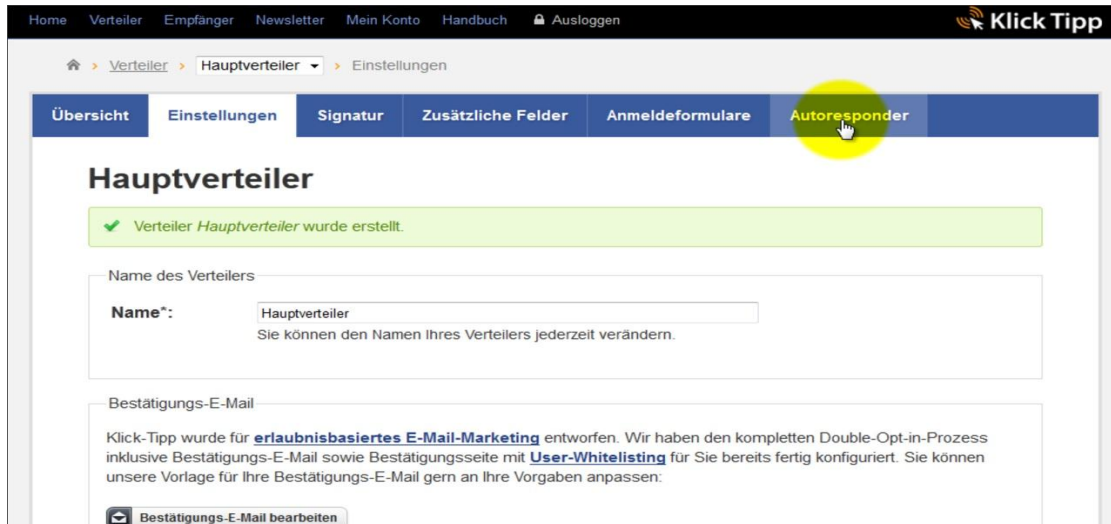 Home Verteiler Empfänger Newsletter Mein Konto Handbuch Ausloggen Klick Tipp
Verteiler Hauptverteiler Einstellungen
Übersicht Einstellungen Signatur Zusätzliche Felder Anmeldeformulare Autoresponder
Hauptverteiler
Verteiler Hauptverteiler wurde erstellt.
Name des Verteilers
Name*: Hauptverteiler
Sie können den Namen Ihres Verteilers jederzeit verändern.
Bestätigungs-E-Mail
Klick-Tipp wurde für erlaubnisbasiertes E-Mail-Marketing entworfen. Wir haben den kompletten Double-Opt-in-Prozess
inklusive Bestätigungs-E-Mail sowie Bestätigungsseite mit User-Whitelisting für Sie bereits fertig konfiguriert. Sie können
unsere Vorlage für Ihre Bestätigungs-E-Mail gern an Ihre Vorgaben anpassen:
Bestätigungs-E-Mail bearbeiten